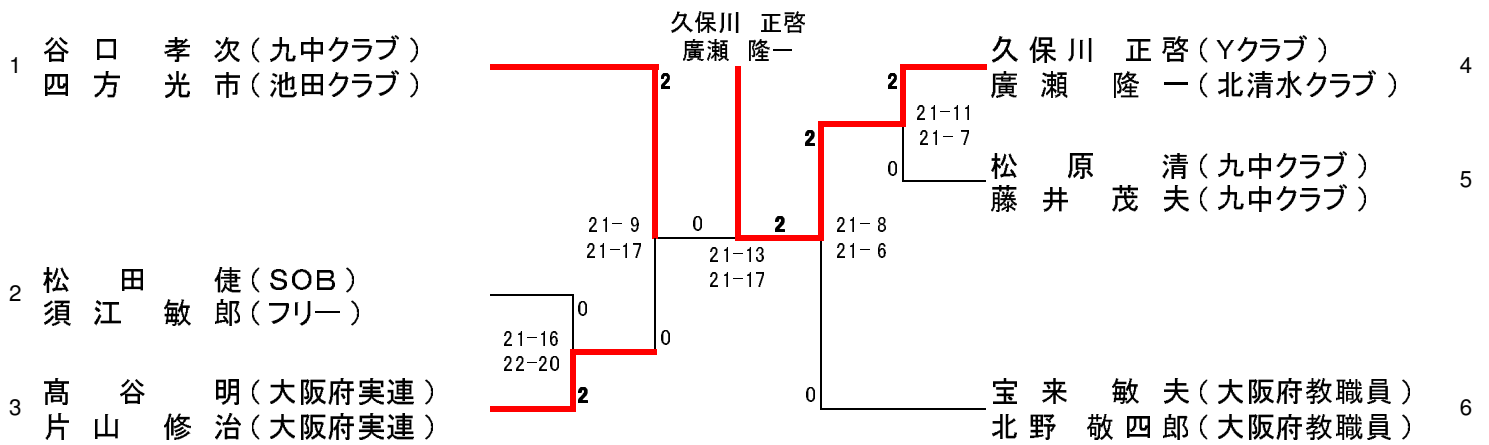 久保川 正啓
廣瀬 隆一
1
谷口 孝次(九中クラブ)
四方 光市(池田クラブ)
2
久保川 正啓(Yクラブ)
廣瀬 隆一(北清水クラブ)
4
2
21-11
21-7
2
0
松原 清(九中クラブ)
藤井 茂夫(九中クラブ)
5
21-9
21-17
0
2
21-13
21-17
21-8
21-6
2
松田 倢(SOB)
須江 敏郎(フリー)
0
21-16
22-20
0
3
髙谷 明(大阪府実連)
片山 修治(大阪府実連)
2
0
宝来 敏夫(大阪府教職員)
北野 敬四郎(大阪府教職員)
6